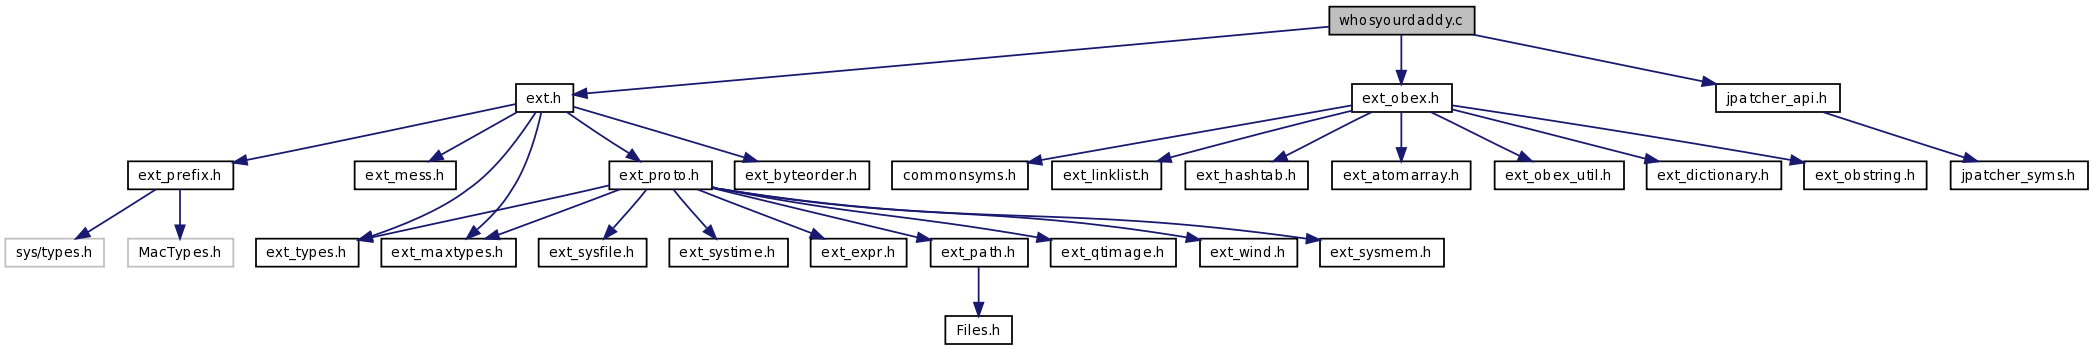 whosyourdaddy.c
ext.h
ext_obex.h
jpatcher_api.h
ext_prefix.h
ext_mess.h
ext_proto.h
ext_byteorder.h
commonsyms.h
ext_linklist.h
ext_hashtab.h
ext_atomarray.h
ext_obex_util.h
ext_dictionary.h
ext_obstring.h
jpatcher_syms.h
sys/types.h
MacTypes.h
ext_types.h
ext_maxtypes.h
ext_sysfile.h
ext_systime.h
ext_expr.h
ext_path.h
ext_qtimage.h
ext_wind.h
ext_sysmem.h
Files.h